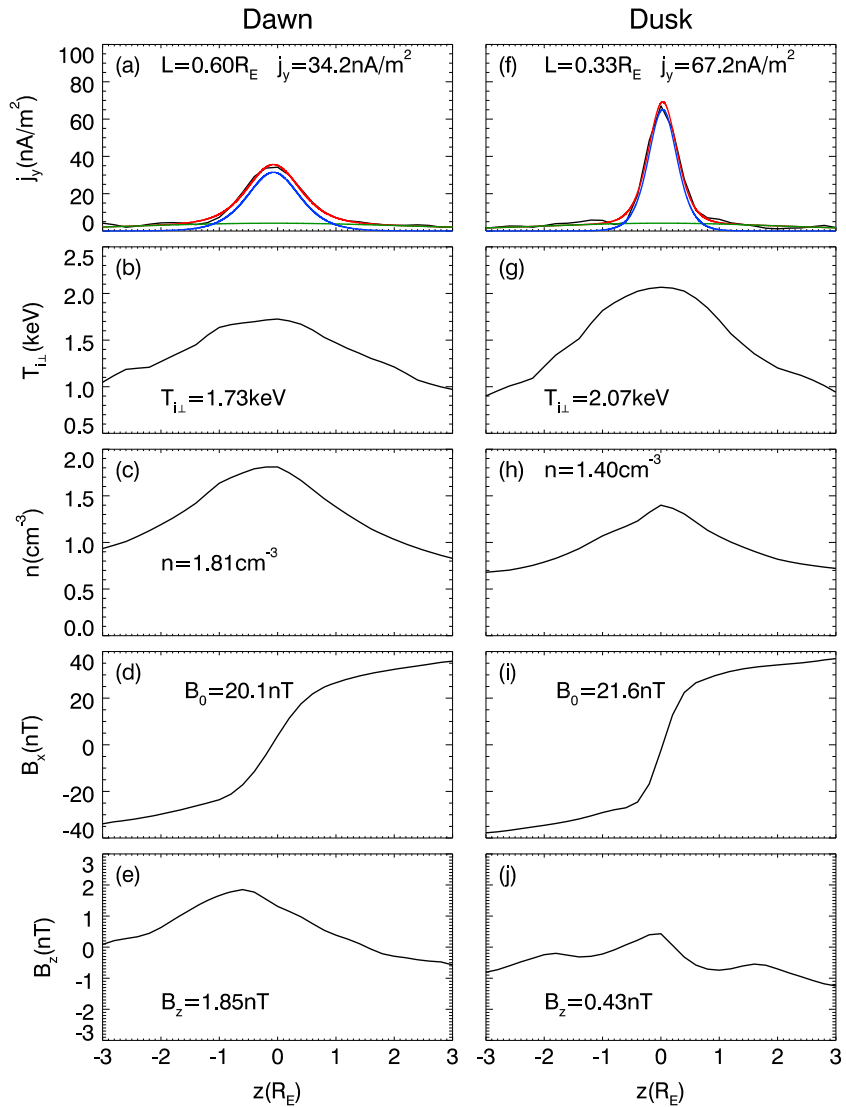 Dawn
Dusk
(a) L=0.60R_E j_y=34.2nA/m²
100
80
60
40
20
0
j_y(nA/m²)
(f) L=0.33R_E j_y=67.2nA/m²
(b)
2.5
2.0
1.5
1.0
0.5
T_i⊥(keV)
T_i⊥=1.73keV
(g)
T_i⊥=2.07keV
(c)
2.0
1.5
1.0
0.5
0.0
n(cm⁻³)
n=1.81cm⁻³
(h) n=1.40cm⁻³
(d)
40
20
0
-20
-40
B_x(nT)
B_0=20.1nT
(i)
B_0=21.6nT
(e)
3
2
1
0
-1
-2
-3
B_z(nT)
B_z=1.85nT
(j)
B_z=0.43nT
-3 -2 -1 0 1 2 3
z(R_E)
-3 -2 -1 0 1 2 3
z(R_E)